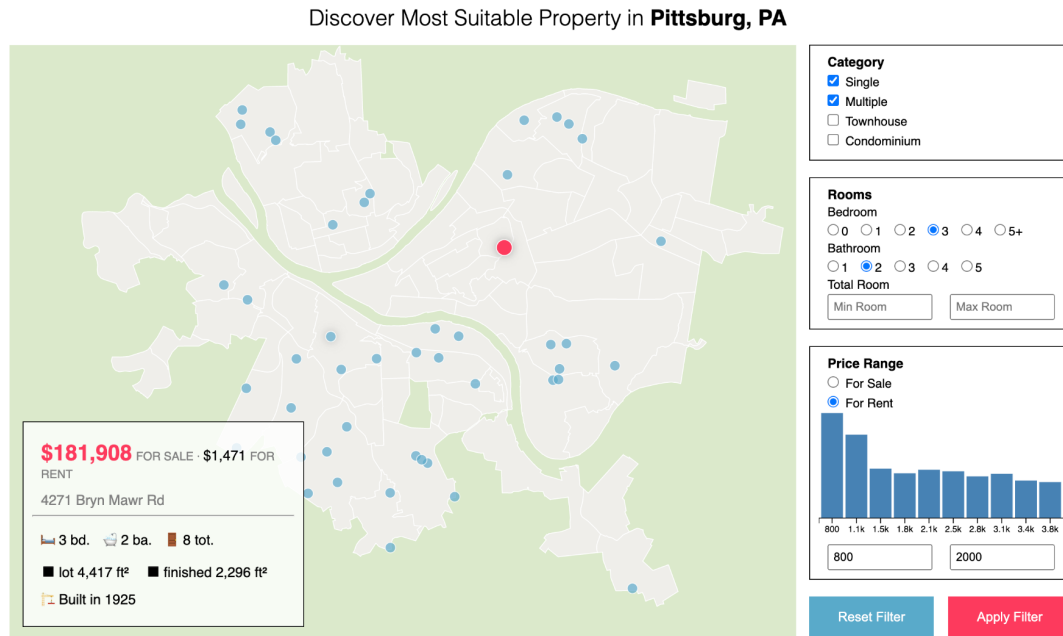 Discover Most Suitable Property in Pittsburg, PA
Category
Single
Multiple
Townhouse
Condominium
Rooms
Bedroom
0 1 2 3 4 5+
Bathroom
1 2 3 4 5
Total Room
Min Room Max Room
Price Range
For Sale
For Rent
800 1.1k 1.5k 1.8k 2.1k 2.5k 2.8k 3.1k 3.4k 3.8k
800 2000
Reset Filter Apply Filter
$181,908 FOR SALE · $1,471 FOR
RENT
4271 Bryn Mawr Rd
3 bd. 2 ba. 8 tot.
lot 4,417 ft² finished 2,296 ft²
Built in 1925